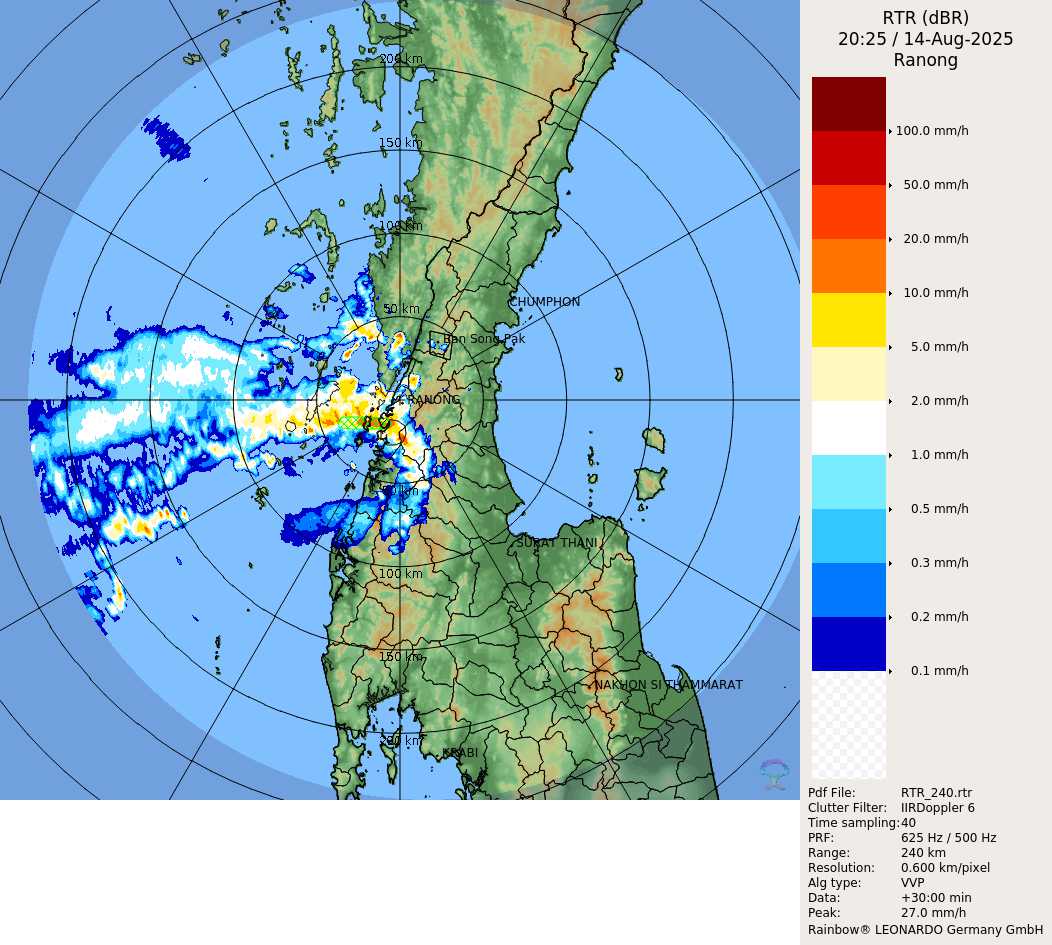 RTR (dBR)
20:25 / 14-Aug-2025
Ranong
200 km
150 km
100 km
50 km
CHUMPHON
Ban Song Pak
RANONG
SURAT THANI
100 km
150 km
NAKHON SI THAMMARAT
KRABI
100.0 mm/h
50.0 mm/h
20.0 mm/h
10.0 mm/h
5.0 mm/h
2.0 mm/h
1.0 mm/h
0.5 mm/h
0.3 mm/h
0.2 mm/h
0.1 mm/h
Pdf File: RTR_240.rtr
Clutter Filter: IIRDoppler 6
Time sampling: 40
PRF: 625 Hz / 500 Hz
Range: 240 km
Resolution: 0.600 km/pixel
Alg type: VVP
Data: +30:00 min
Peak: 27.0 mm/h
Rainbow® LEONARDO Germany GmbH